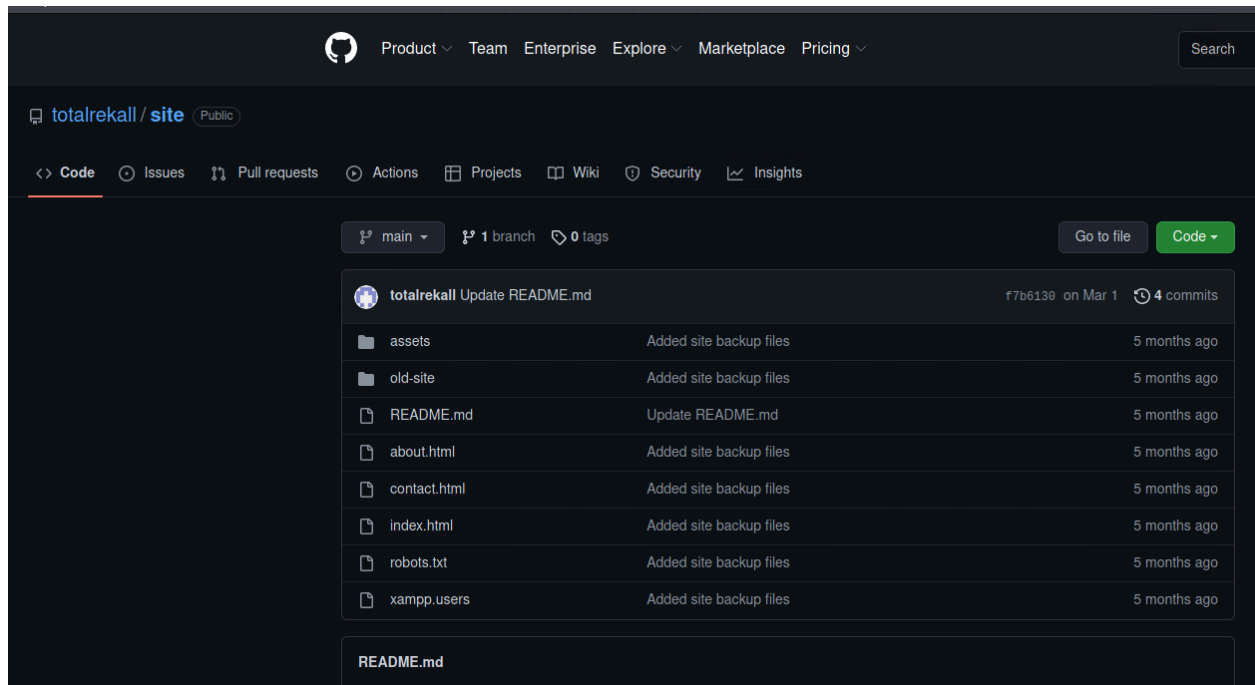 Product Team Enterprise Explore Marketplace Pricing Search
totalrekall / site Public
Code Issues Pull requests Actions Projects Wiki Security Insights
main 1 branch 0 tags Go to file Code
totalrekall Update README.md f7b6130 on Mar 1 4 commits
assets Added site backup files 5 months ago
old-site Added site backup files 5 months ago
README.md Update README.md 5 months ago
about.html Added site backup files 5 months ago
contact.html Added site backup files 5 months ago
index.html Added site backup files 5 months ago
robots.txt Added site backup files 5 months ago
xampp.users Added site backup files 5 months ago
README.md